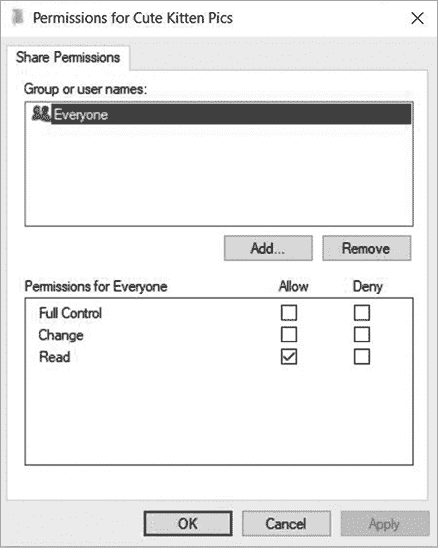 Permissions for Cute Kitten Pics
Share Permissions
Group or user names:
Everyone
Add... Remove
Permissions for Everyone Allow Deny
Full Control
Change
Read
OK Cancel Apply